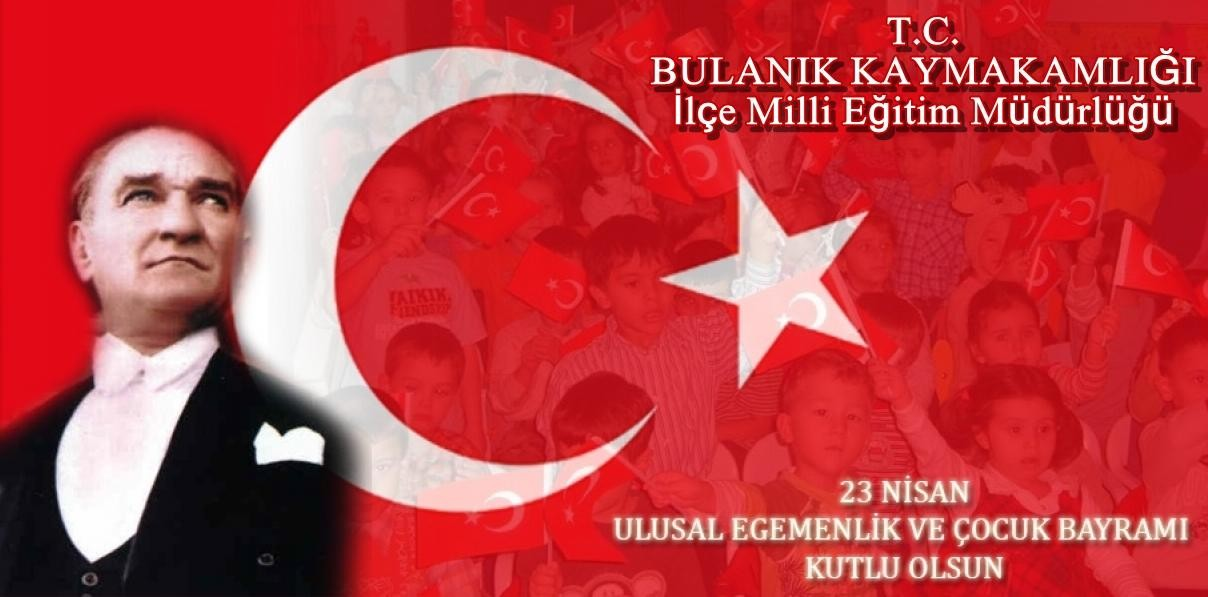 T.C.
BULANIK KAYMAKAMLIĞI
İlçe Milli Eğitim Müdürlüğü
23 NİSAN
ULUSAL EGEMENLİK VE ÇOCUK BAYRAMI
KUTLU OLSUN